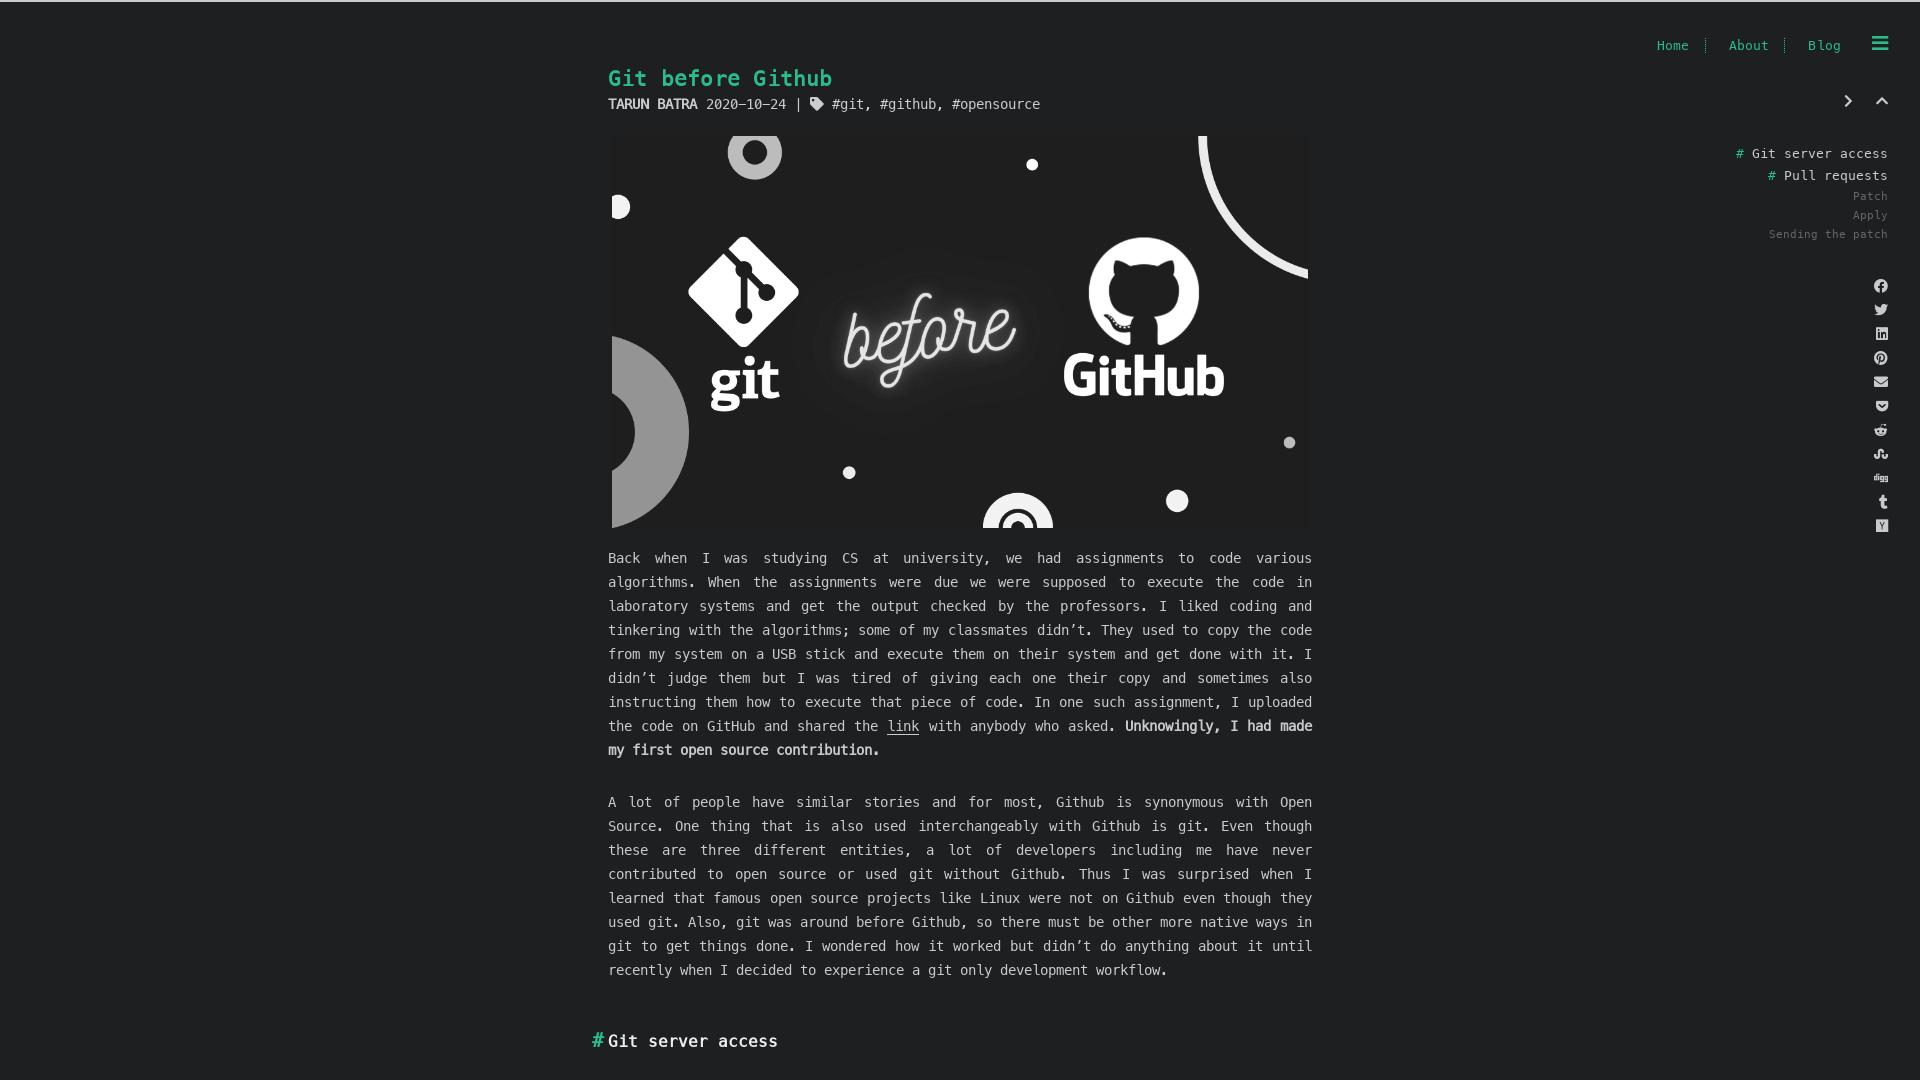 Home
About
Blog
Git before Github
TARUN BATRA 2020-10-24 | #git, #github, #opensource
# Git server access
# Pull requests
Patch
Apply
Sending the patch
git
before
GitHub
Back when I was studying CS at university, we had assignments to code various
algorithms. When the assignments were due we were supposed to execute the code in
laboratory systems and get the output checked by the professors. I liked coding and
tinkering with the algorithms; some of my classmates didn’t. They used to copy the code
from my system on a USB stick and execute them on their system and get done with it. I
didn’t judge them but I was tired of giving each one their copy and sometimes also
instructing them how to execute that piece of code. In one such assignment, I uploaded
the code on GitHub and shared the link with anybody who asked. Unknowingly, I had made
my first open source contribution.
A lot of people have similar stories and for most, Github is synonymous with Open
Source. One thing that is also used interchangeably with Github is git. Even though
these are three different entities, a lot of developers including me have never
contributed to open source or used git without Github. Thus I was surprised when I
learned that famous open source projects like Linux were not on Github even though they
used git. Also, git was around before Github, so there must be other more native ways in
git to get things done. I wondered how it worked but didn’t do anything about it until
recently when I decided to experience a git only development workflow.
# Git server access